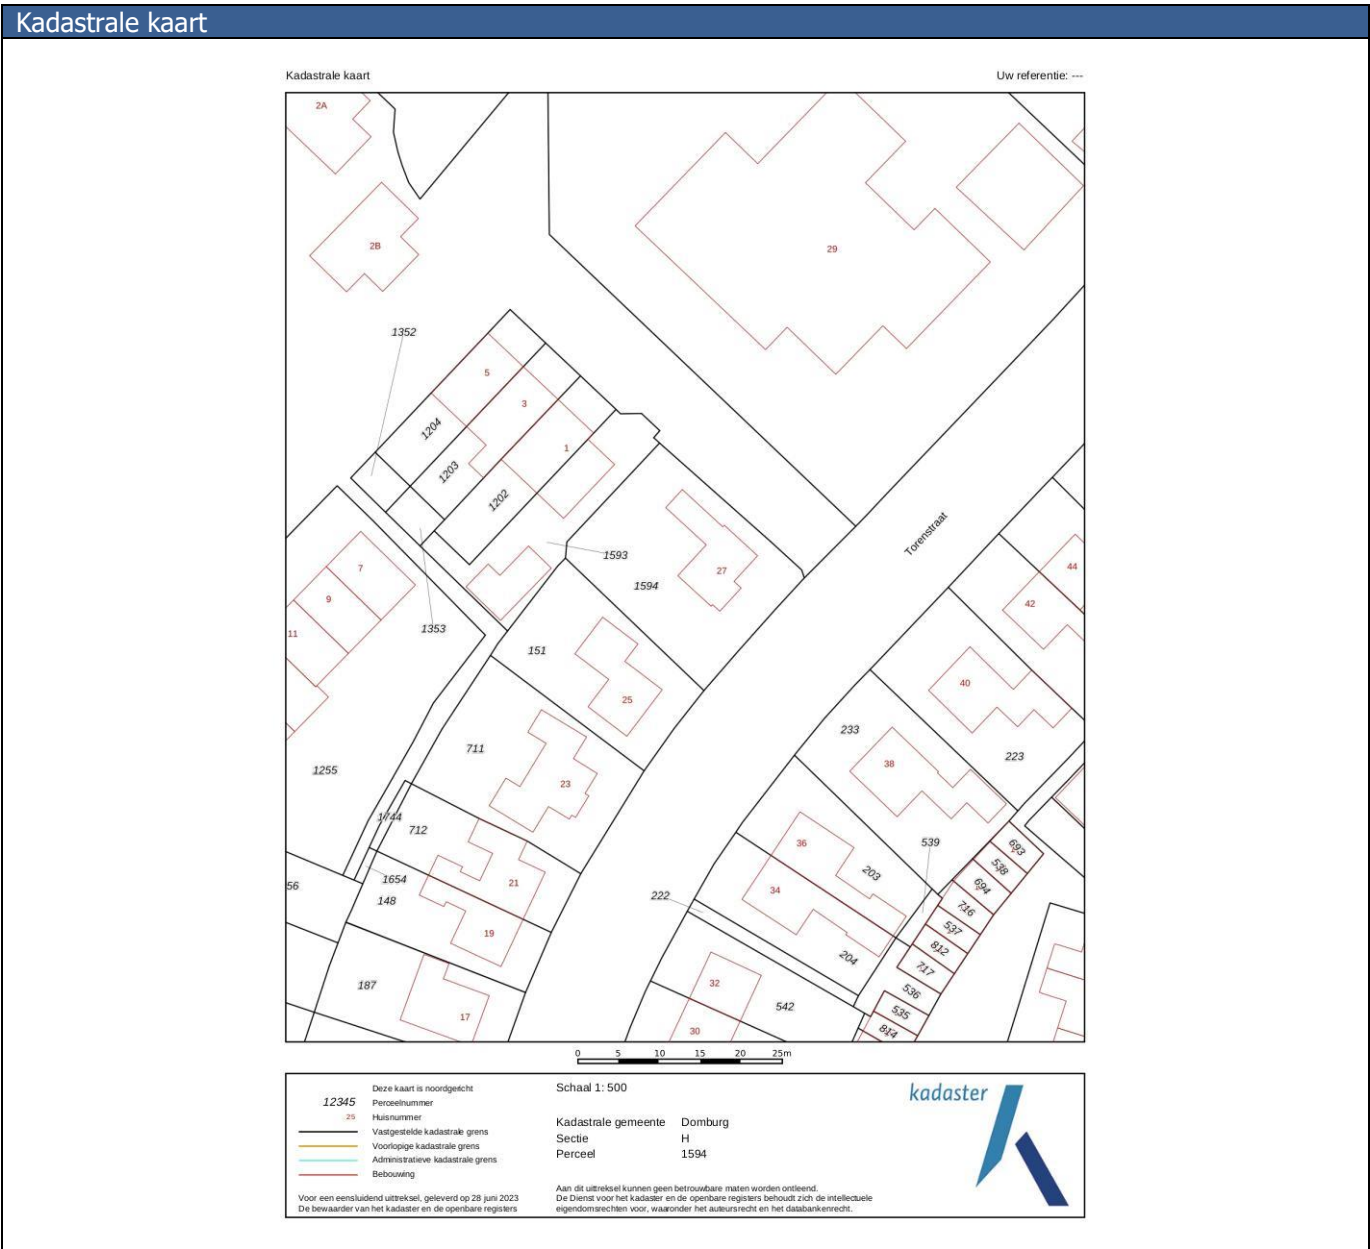 Kadastrale kaart
Kadastrale kaart
Uw referentie: ---
2A
2B
29
1352
5
3
1
1204
1203
1202
1593
1594
27
Torenstraat
44
42
7
9
11
1353
151
25
40
233
223
711
23
38
1255
1744
712
36
539
693
538
694
203
21
34
716
56
1654
148
222
537
19
812
204
717
187
536
32
542
535
17
30
814
0 5 10 15 20 25m
Deze kaart is noordgericht
12345 Perceelnummer
25 Huisnummer
Vastgestelde kadastrale grens
Voorlopige kadastrale grens
Administratieve kadastrale grens
Bebouwing
Voor een eensluidend uittreksel, geleverd op 28 juni 2023
De bewaarder van het kadaster en de openbare registers
Schaal 1: 500
Kadastrale gemeente Domburg
Sectie H
Perceel 1594
Aan dit uittreksel kunnen geen betrouwbare maten worden ontleend.
De Dienst voor het kadaster en de openbare registers behoudt zich de intellectuele
eigendomsrechten voor, waaronder het auteursrecht en het databankenrecht.
kadaster